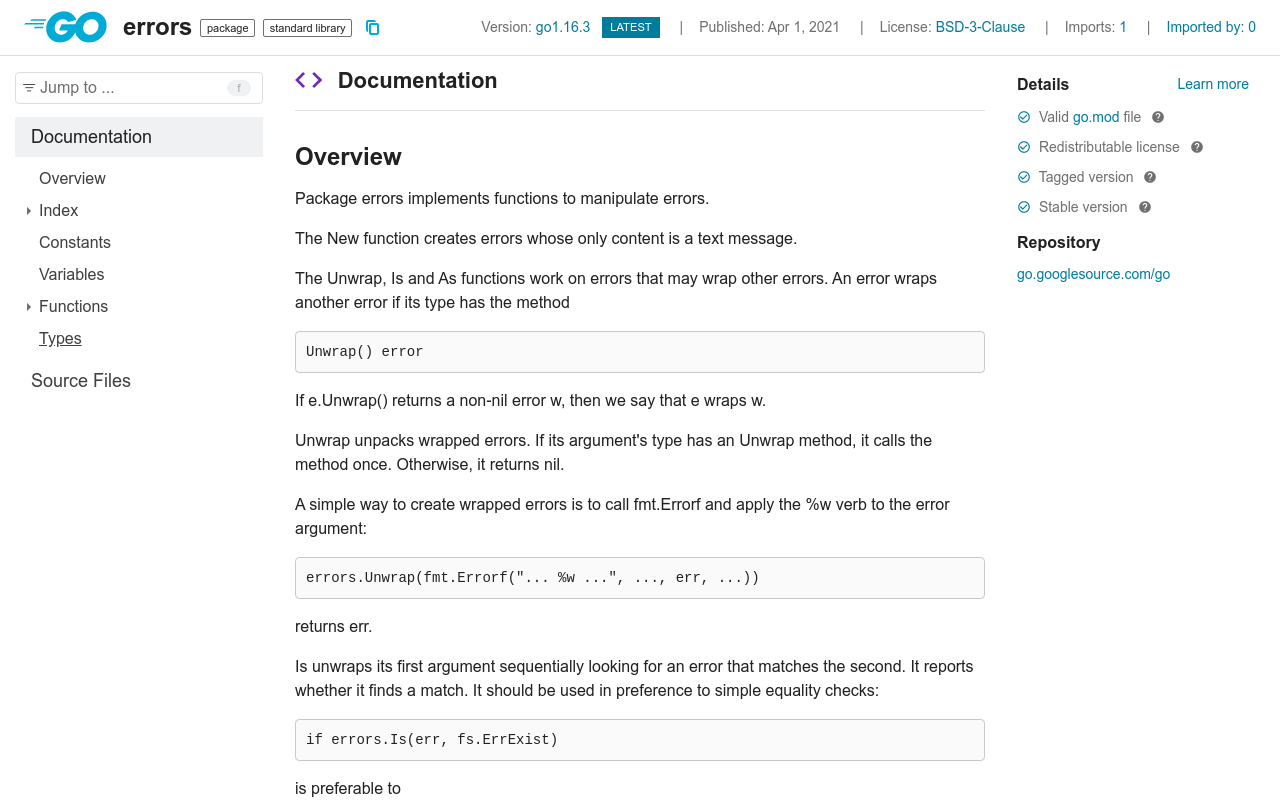 GO errors package standard library Version: go1.16.3 LATEST | Published: Apr 1, 2021 | License: BSD-3-Clause | Imports: 1 | Imported by: 0
Jump to ... f
Documentation
Overview
Index
Constants
Variables
Functions
Types
Source Files
Documentation
Overview
Package errors implements functions to manipulate errors.
The New function creates errors whose only content is a text message.
The Unwrap, Is and As functions work on errors that may wrap other errors. An error wraps
another error if its type has the method
Unwrap() error
If e.Unwrap() returns a non-nil error w, then we say that e wraps w.
Unwrap unpacks wrapped errors. If its argument's type has an Unwrap method, it calls the
method once. Otherwise, it returns nil.
A simple way to create wrapped errors is to call fmt.Errorf and apply the %w verb to the error
argument:
errors.Unwrap(fmt.Errorf("... %w ...", ..., err, ...))
returns err.
Is unwraps its first argument sequentially looking for an error that matches the second. It reports
whether it finds a match. It should be used in preference to simple equality checks:
if errors.Is(err, fs.ErrExist)
is preferable to
Details Learn more
Valid go.mod file
Redistributable license
Tagged version
Stable version
Repository
go.googlesource.com/go